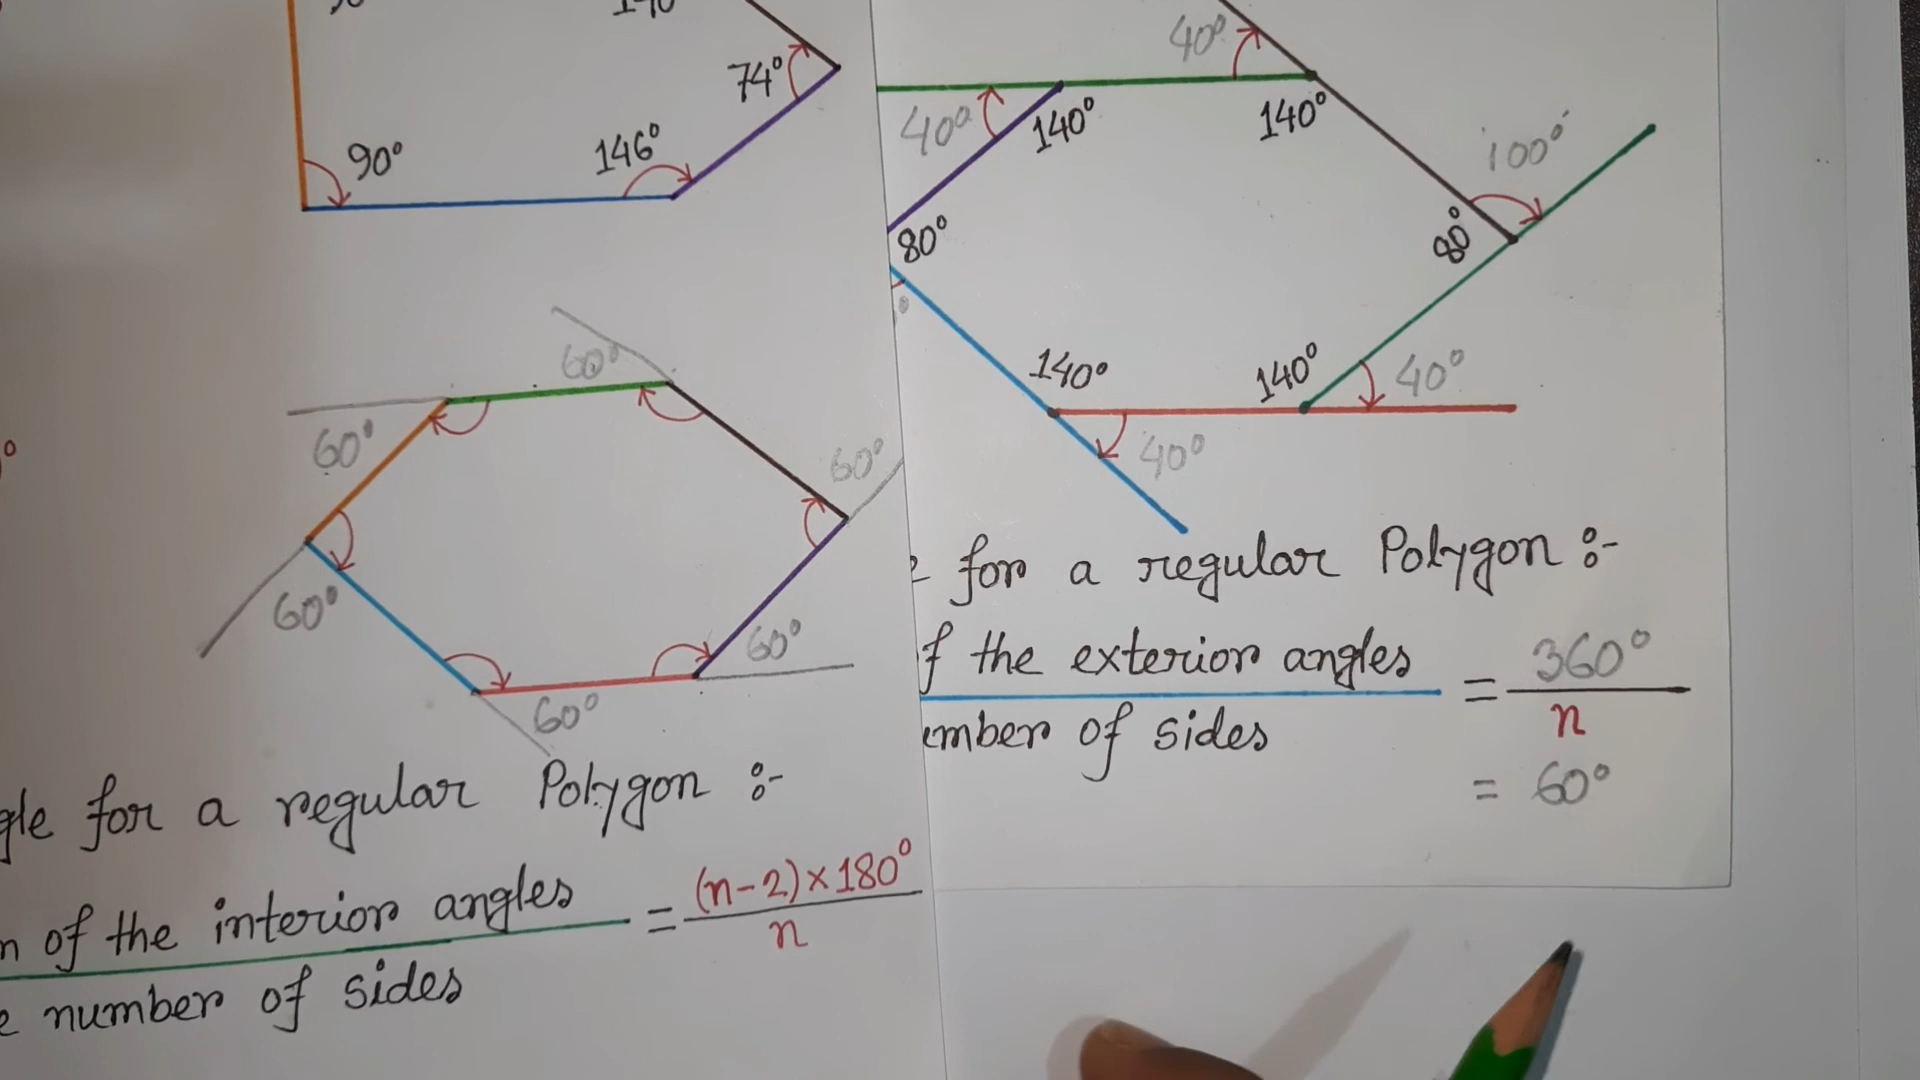 140
74°
90°
146°
60°
60°
60°
60°
60°
60°
gle for a regular Polygon :-
n of the interior angles = (n-2)×180°
n
e number of sides
40°
40°
140°
140°
100°
80°
80°
140°
140°
40°
40°
for a regular Polygon :-
f the exterior angles = 360°
mber of sides
n
= 60°